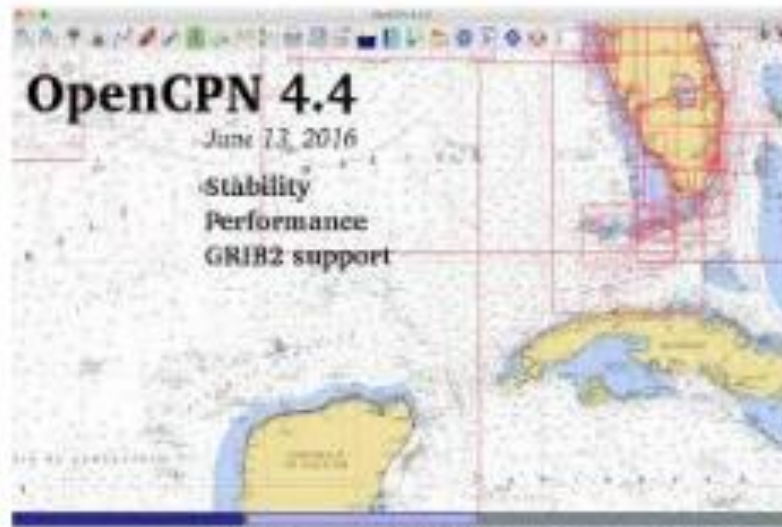 OpenCPN 4.4
June 13, 2016
Stability
Performance
GRIB2 support